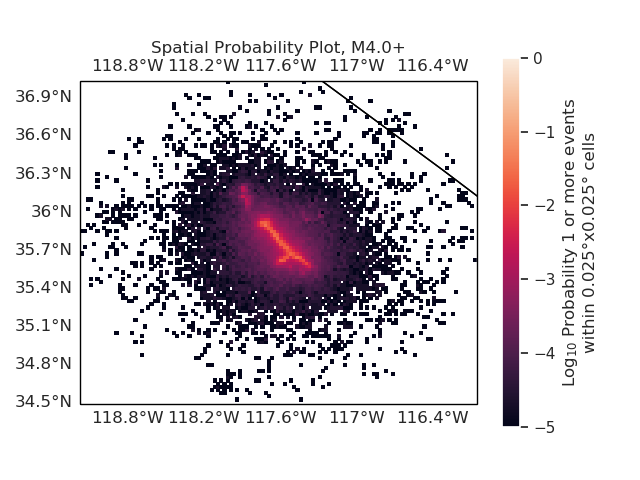 Spatial Probability Plot, M4.0+
118.8°W 118.2°W 117.6°W 117°W 116.4°W
36.9°N
36.6°N
36.3°N
36°N
35.7°N
35.4°N
35.1°N
34.8°N
34.5°N
118.8°W 118.2°W 117.6°W 117°W 116.4°W
0
−1
−2
−3
−4
−5
Log₁₀ Probability 1 or more events
within 0.025°x0.025° cells